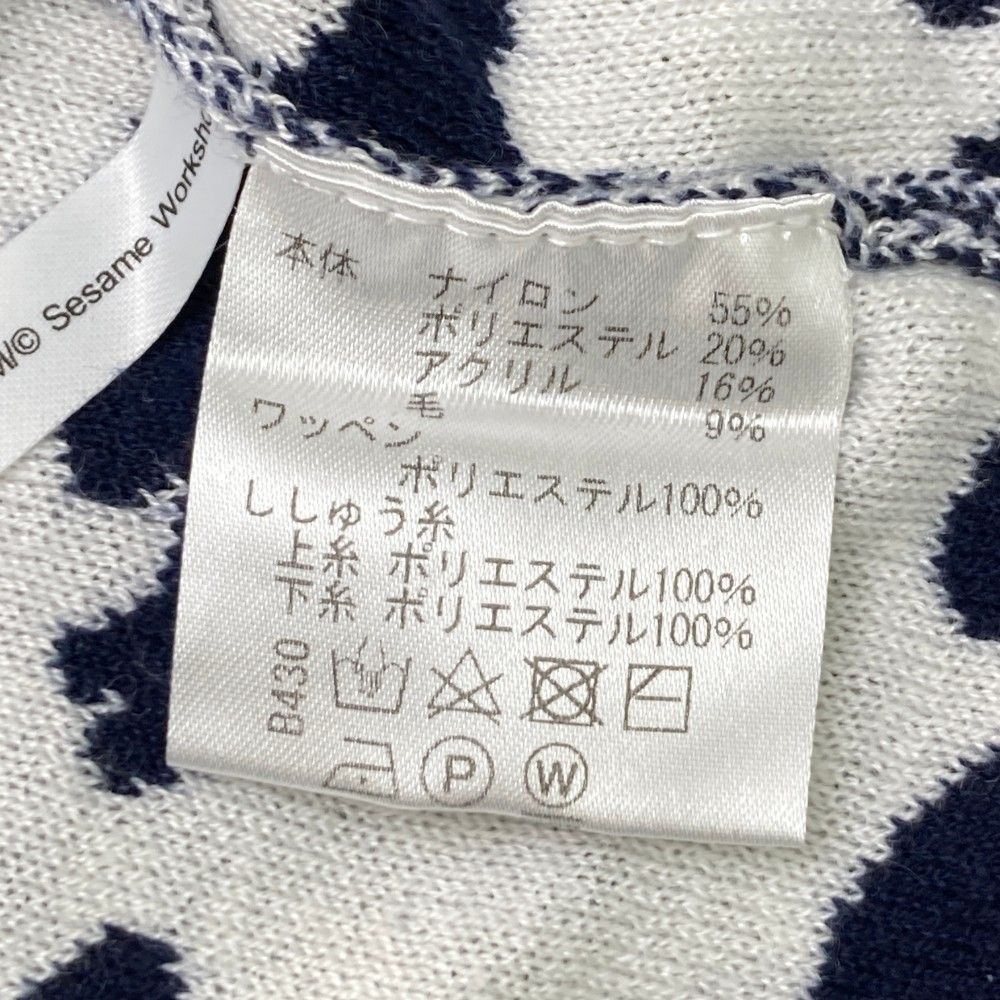 W© Sesame Worksho
本体 ナイロン 55%
ポリエステル 20%
アクリル 16%
毛 9%
ワッペン
ポリエステル100%
ししゅう糸
上糸 ポリエステル100%
下糸 ポリエステル100%
B430
P W